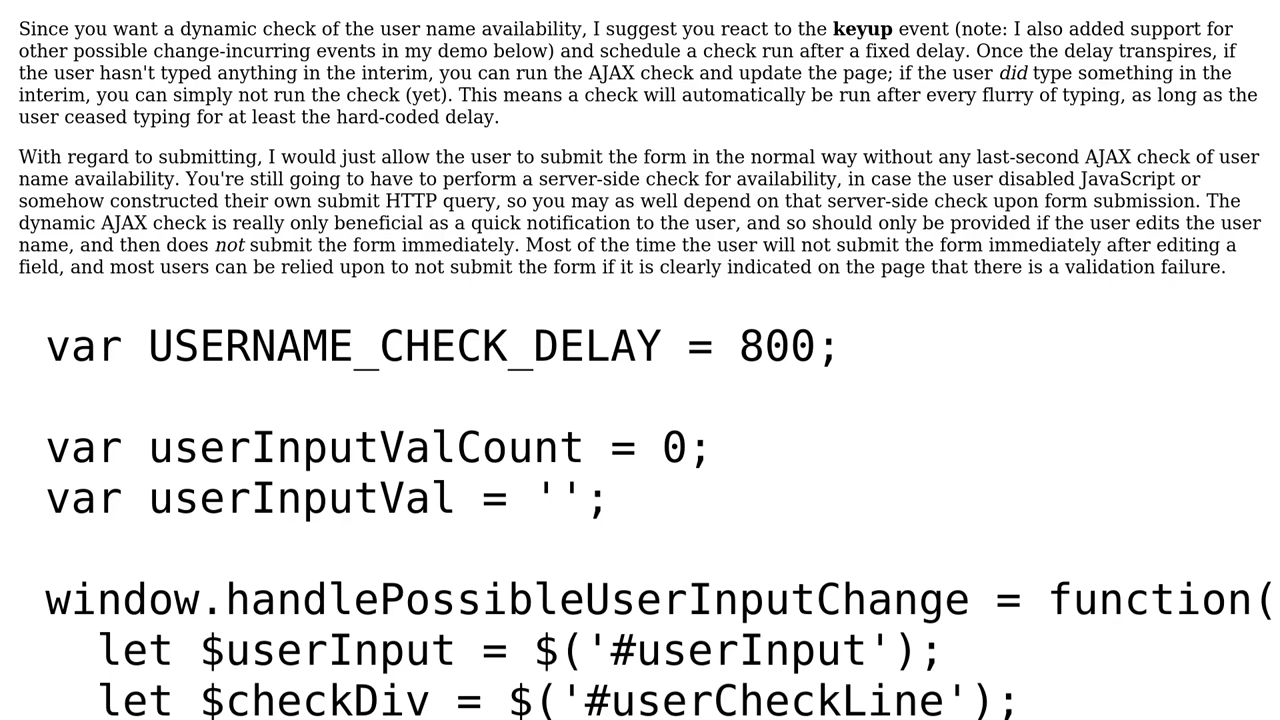 Since you want a dynamic check of the user name availability, I suggest you react to the keyup event (note: I also added support for
other possible change-incurring events in my demo below) and schedule a check run after a fixed delay. Once the delay transpires, if
the user hasn't typed anything in the interim, you can run the AJAX check and update the page; if the user did type something in the
interim, you can simply not run the check (yet). This means a check will automatically be run after every flurry of typing, as long as the
user ceased typing for at least the hard-coded delay.
With regard to submitting, I would just allow the user to submit the form in the normal way without any last-second AJAX check of user
name availability. You're still going to have to perform a server-side check for availability, in case the user disabled JavaScript or
somehow constructed their own submit HTTP query, so you may as well depend on that server-side check upon form submission. The
dynamic AJAX check is really only beneficial as a quick notification to the user, and so should only be provided if the user edits the user
name, and then does not submit the form immediately. Most of the time the user will not submit the form immediately after editing a
field, and most users can be relied upon to not submit the form if it is clearly indicated on the page that there is a validation failure.
var USERNAME_CHECK_DELAY = 800;
var userInputValCount = 0;
var userInputVal = '';
window.handlePossibleUserInputChange = function(
let $userInput = $('#userInput');
let $checkDiv = $('#userCheckLine');